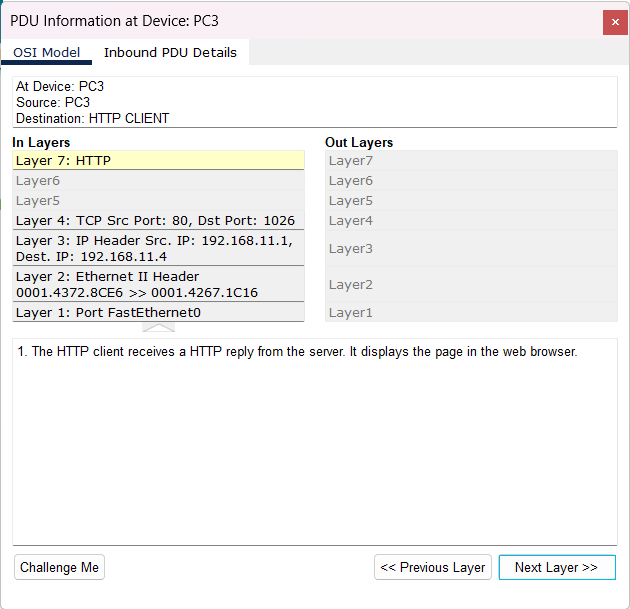 PDU Information at Device: PC3
×
OSI Model Inbound PDU Details
At Device: PC3
Source: PC3
Destination: HTTP CLIENT
In Layers
Layer 7: HTTP
Layer6
Layer5
Layer 4: TCP Src Port: 80, Dst Port: 1026
Layer 3: IP Header Src. IP: 192.168.11.1,
Dest. IP: 192.168.11.4
Layer 2: Ethernet II Header
0001.4372.8CE6 >> 0001.4267.1C16
Layer 1: Port FastEthernet0
Out Layers
Layer7
Layer6
Layer5
Layer4
Layer3
Layer2
Layer1
1. The HTTP client receives a HTTP reply from the server. It displays the page in the web browser.
Challenge Me
<< Previous Layer
Next Layer >>